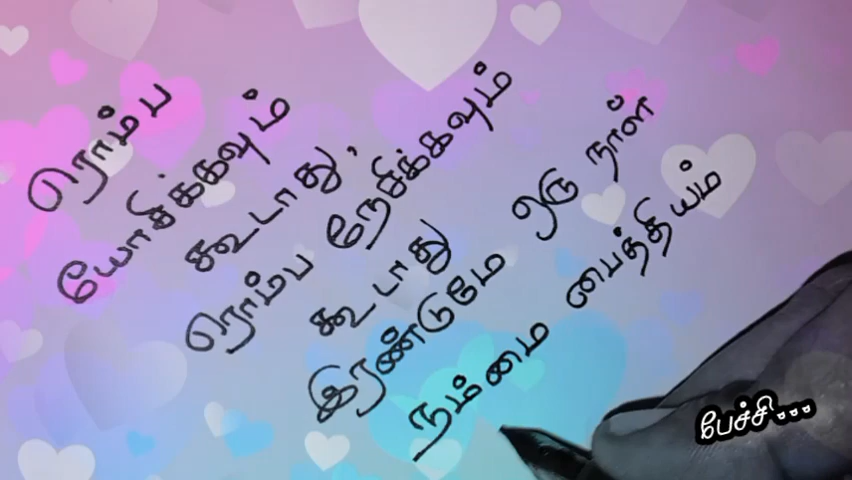 ரொம்ப
யோசிக்கவும்
கூடாது,
ரொம்ப நேசிக்கவும்
கூடாது
இரண்டுமே ஒரு நாள்
நம்மை பைத்தியம்
பேச்சி...